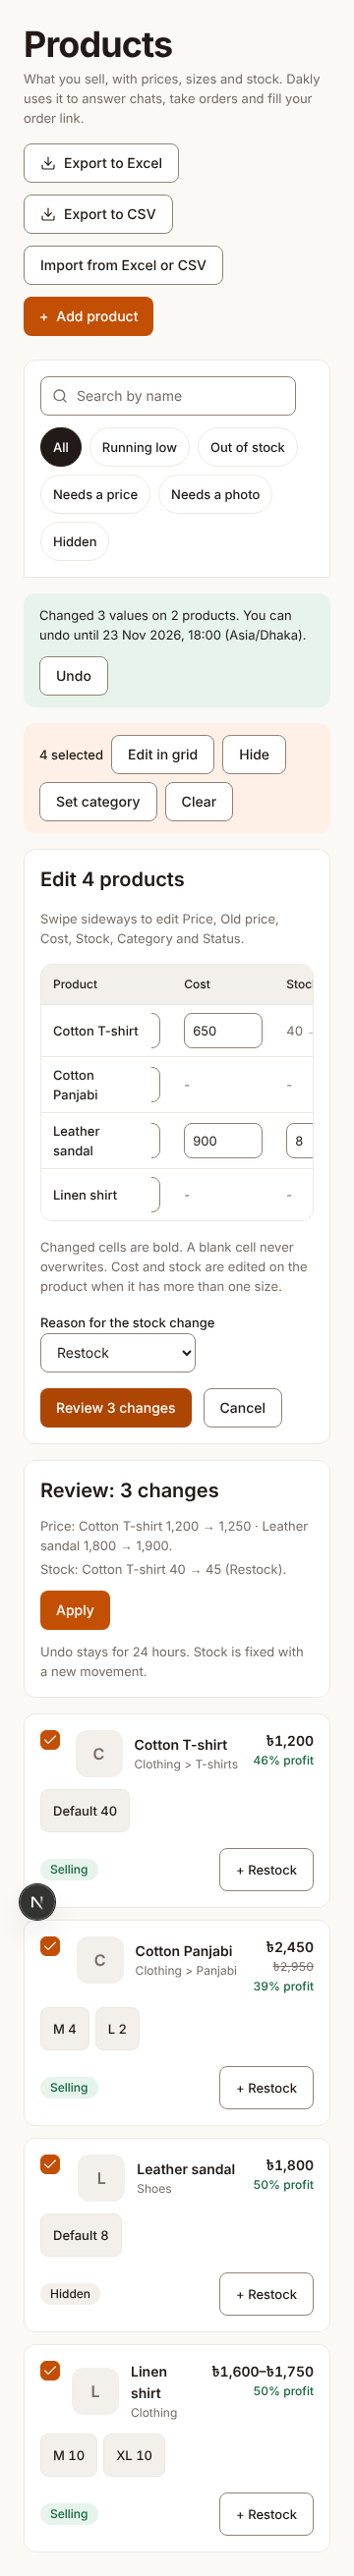 Products
What you sell, with prices, sizes and stock. Dakly
uses it to answer chats, take orders and fill your
order link.
Export to Excel
Export to CSV
Import from Excel or CSV
+ Add product
Search by name
All
Running low
Out of stock
Needs a price
Needs a photo
Hidden
Changed 3 values on 2 products. You can
undo until 23 Nov 2026, 18:00 (Asia/Dhaka).
Undo
4 selected
Edit in grid
Hide
Set category
Clear
Edit 4 products
Swipe sideways to edit Price, Old price,
Cost, Stock, Category and Status.
Product Cost Stock
Cotton T-shirt 650 40 →
Cotton
Panjabi - -
Leather
sandal 900 8
Linen shirt - -
Changed cells are bold. A blank cell never
overwrites. Cost and stock are edited on the
product when it has more than one size.
Reason for the stock change
Restock
Review 3 changes
Cancel
Review: 3 changes
Price: Cotton T-shirt 1,200 → 1,250 · Leather
sandal 1,800 → 1,900.
Stock: Cotton T-shirt 40 → 45 (Restock).
Apply
Undo stays for 24 hours. Stock is fixed with
a new movement.
C
Cotton T-shirt
Clothing > T-shirts
৳1,200
46% profit
Default 40
Selling
+ Restock
N
C
Cotton Panjabi
Clothing > Panjabi
৳2,450
৳2,950
39% profit
M 4
L 2
Selling
+ Restock
L
Leather sandal
Shoes
৳1,800
50% profit
Default 8
Hidden
+ Restock
L
Linen
shirt
Clothing
৳1,600–৳1,750
50% profit
M 10
XL 10
Selling
+ Restock